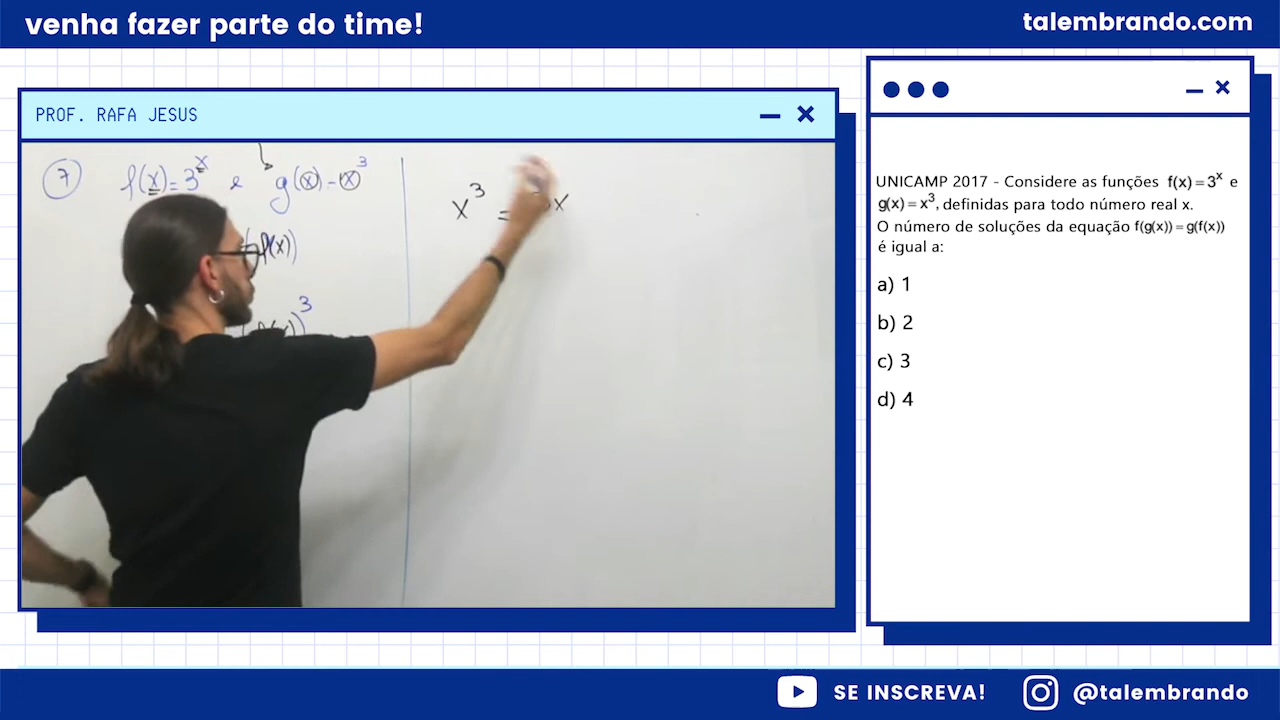 venha fazer parte do time!
talembrando.com
PROF. RAFA JESUS
7 f(x)=3^x e g(x)=x^3
f(x))
)^3
x^3 = 3x
UNICAMP 2017 - Considere as funções f(x)=3^x e
g(x)=x^3, definidas para todo número real x.
O número de soluções da equação f(g(x))=g(f(x))
é igual a:
a) 1
b) 2
c) 3
d) 4
SE INSCREVA!
@talembrando